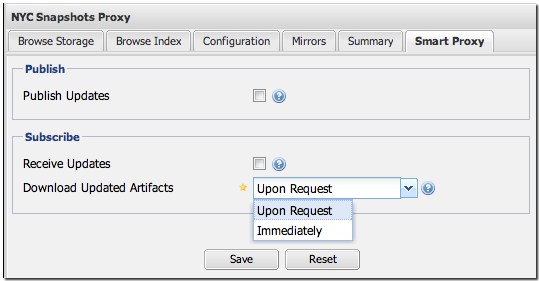 NYC Snapshots Proxy
Browse Storage Browse Index Configuration Mirrors Summary Smart Proxy
Publish
Publish Updates
Subscribe
Receive Updates
Download Updated Artifacts Upon Request
Upon Request
Immediately
Save Reset